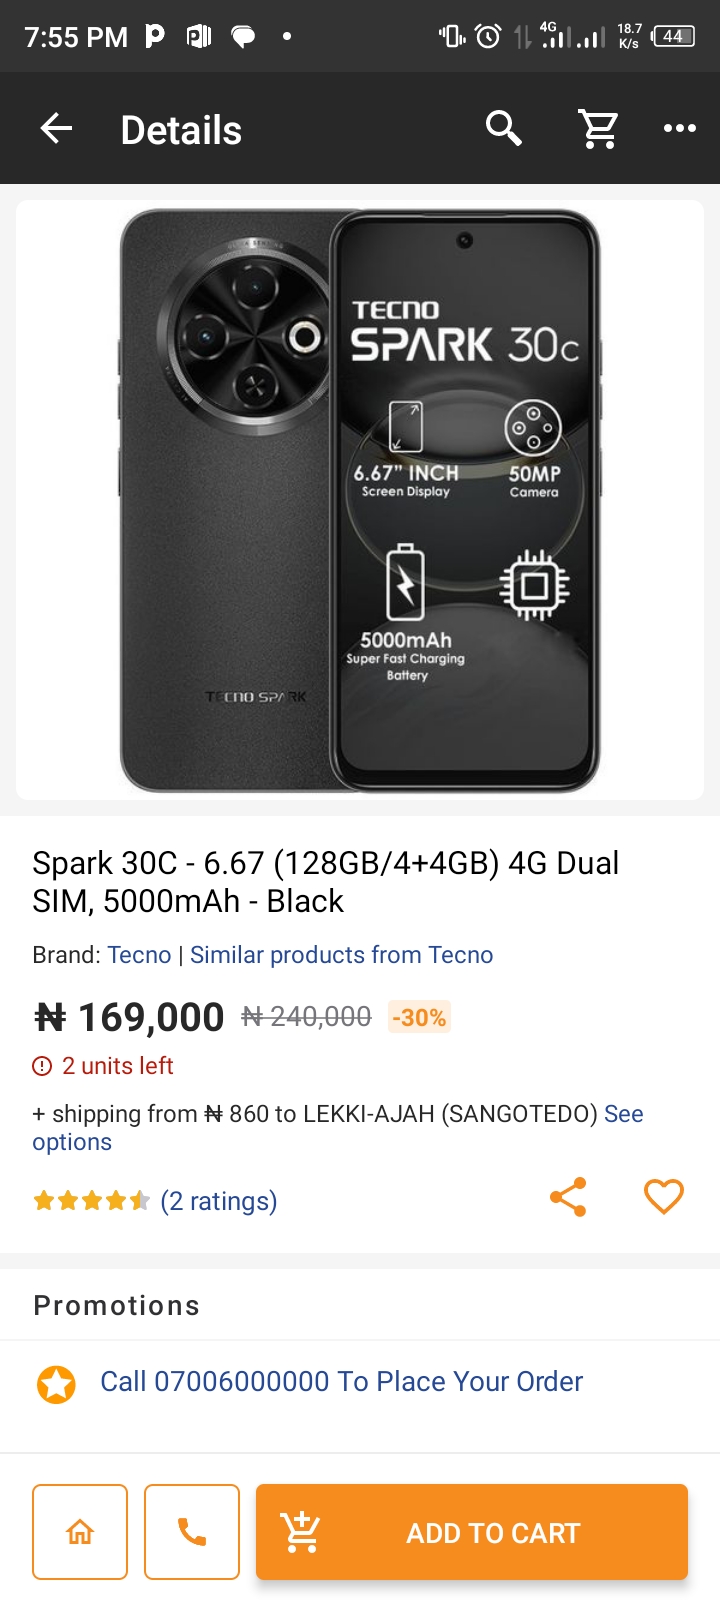 7:55 PM
4G
18.7
K/s
44
Details
TECNO
SPARK 30c
6.67" INCH
Screen Display
50MP
Camera
5000mAh
Super Fast Charging
Battery
TECNO SPARK
Spark 30C - 6.67 (128GB/4+4GB) 4G Dual
SIM, 5000mAh - Black
Brand: Tecno | Similar products from Tecno
₦ 169,000 ₦ 240,000 -30%
2 units left
+ shipping from ₦ 860 to LEKKI-AJAH (SANGOTEDO) See
options
(2 ratings)
Promotions
Call 07006000000 To Place Your Order
ADD TO CART